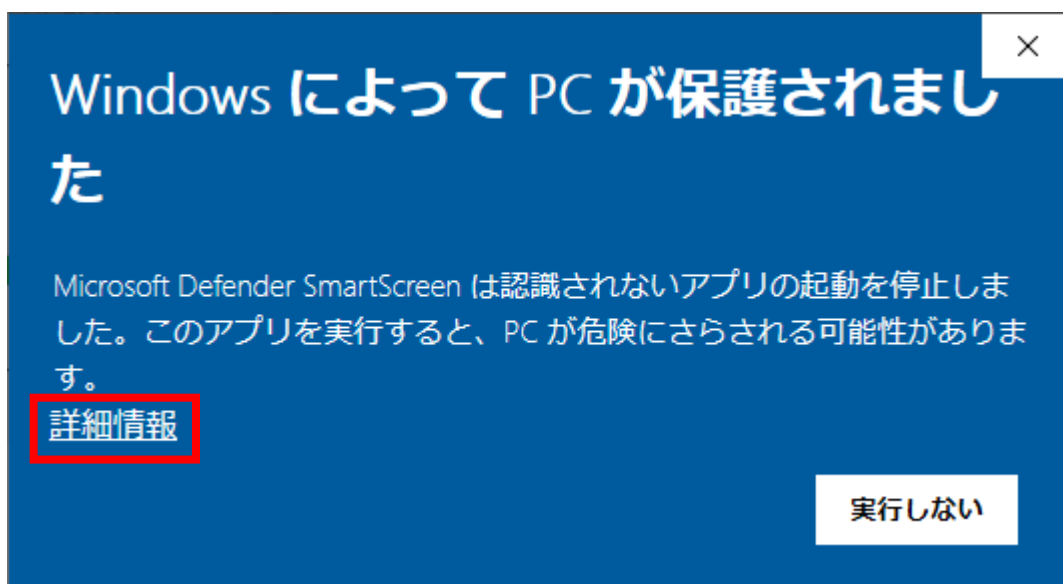 Windows によって PC が保護されまし
た
Microsoft Defender SmartScreen は認識されないアプリの起動を停止しま
した。このアプリを実行すると、PC が危険にさらされる可能性がありま
す。
詳細情報
実行しない